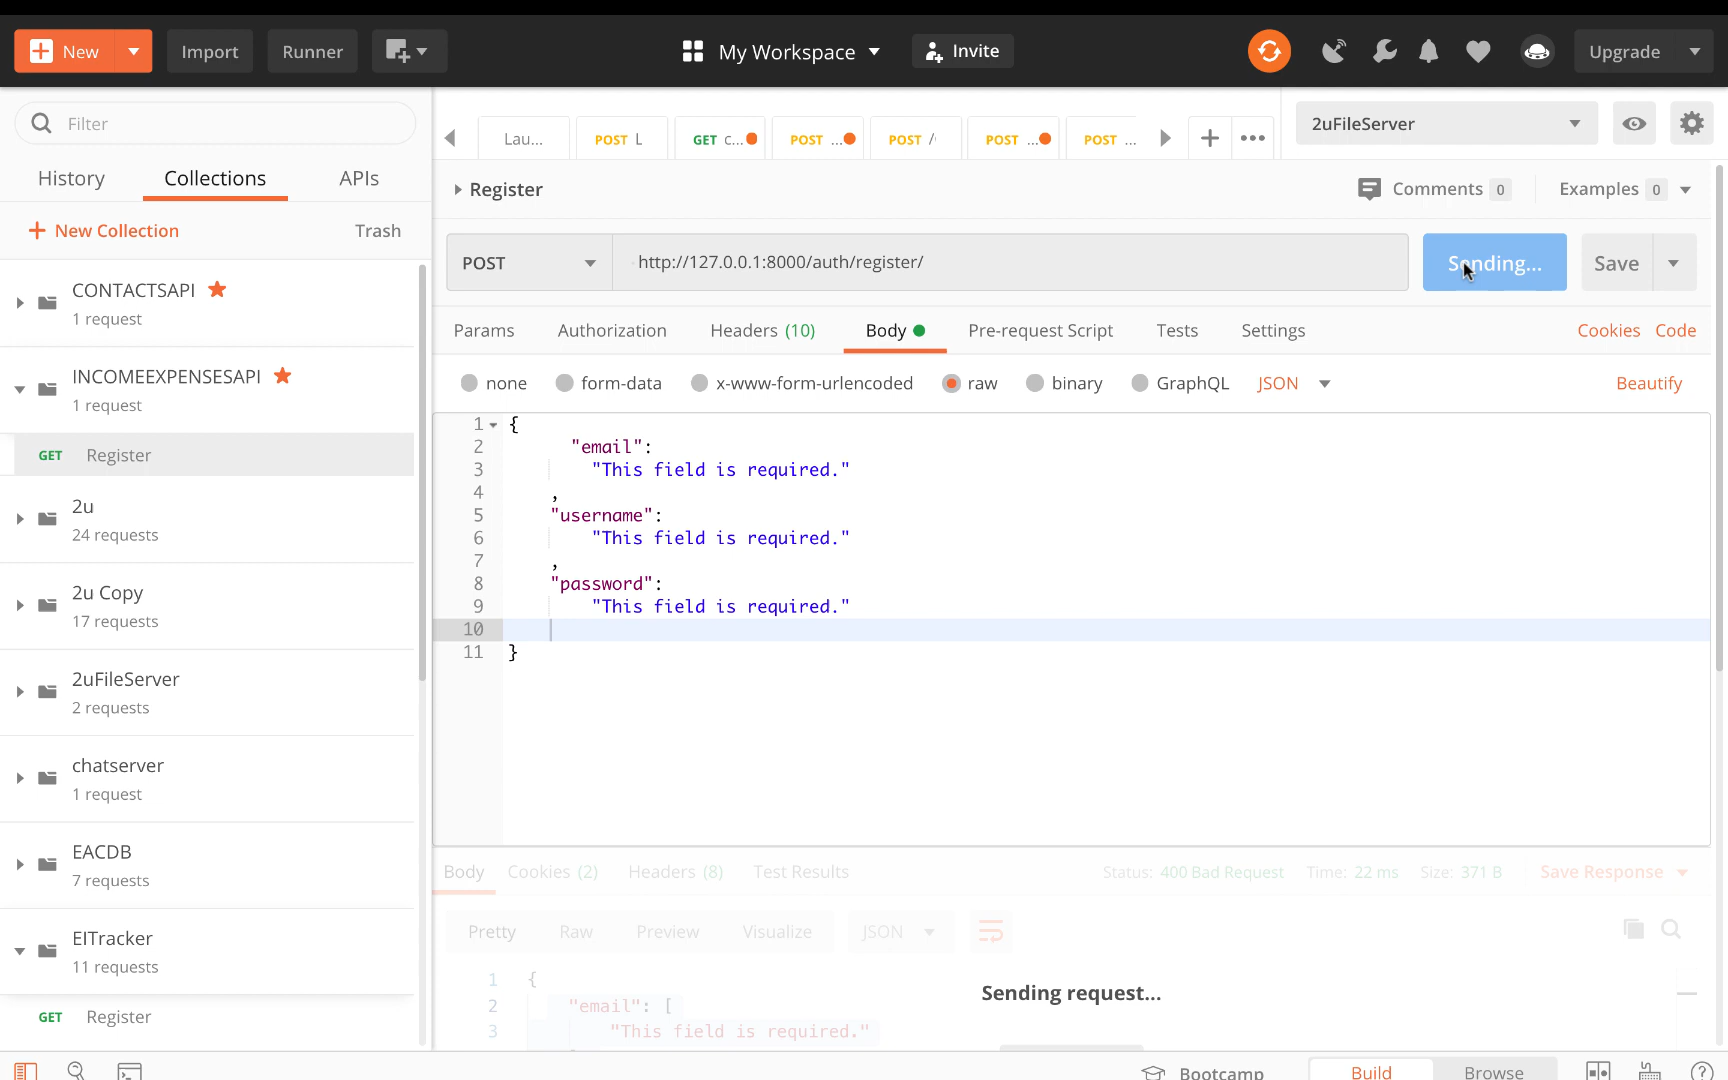 New
Import
Runner
My Workspace
Invite
Upgrade
Filter
History
Collections
APIs
New Collection
Trash
CONTACTSAPI
1 request
INCOMEEXPENSESAPI
1 request
GET Register
2u
24 requests
2u Copy
17 requests
2uFileServer
2 requests
chatserver
1 request
EACDB
7 requests
EITracker
11 requests
GET Register
Lau...
POST L
GET c...
POST ...
POST /
POST ...
POST ...
2uFileServer
Register
Comments 0
Examples 0
POST
http://127.0.0.1:8000/auth/register/
Sending...
Save
Params
Authorization
Headers (10)
Body
Pre-request Script
Tests
Settings
Cookies
Code
none
form-data
x-www-form-urlencoded
raw
binary
GraphQL
JSON
Beautify
1 {
2 "email":
3 "This field is required."
4 ,
5 "username":
6 "This field is required."
7 ,
8 "password":
9 "This field is required."
10
11 }
Body
Cookies (2)
Headers (8)
Test Results
Status: 400 Bad Request
Time: 22 ms
Size: 371 B
Save Response
Pretty
Raw
Preview
Visualize
JSON
1 {
2 "email": [
3 "This field is required."
Sending request...
Bootcamp
Build
Browse